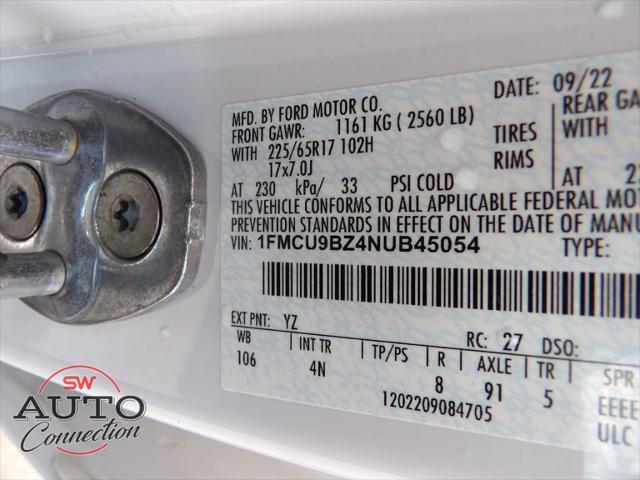 DATE: 09/22
MFD. BY FORD MOTOR CO.
FRONT GAWR: 1161 KG ( 2560 LB) REAR GA
WITH 225/65R17 102H TIRES WITH
17x7.0J RIMS
AT 230 kPa/ 33 PSI COLD AT
THIS VEHICLE CONFORMS TO ALL APPLICABLE FEDERAL MOT
PREVENTION STANDARDS IN EFFECT ON THE DATE OF MANU
VIN: 1FMCU9BZ4NUB45054 TYPE:
EXT PNT: YZ RC: 27 DSO:
WB INT TR TP/PS R AXLE TR SPR
106 4N 8 91 5 EEEE
1202209084705 ULC
SW
AUTO
Connection